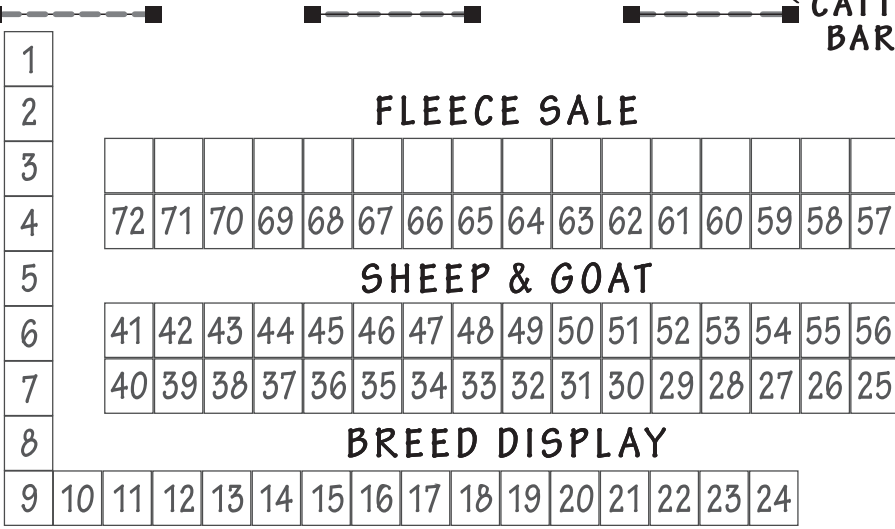 CATT
BAR
1
2
FLEECE SALE
3
4
72 71 70 69 68 67 66 65 64 63 62 61 60 59 58 57
5
SHEEP & GOAT
6
41 42 43 44 45 46 47 48 49 50 51 52 53 54 55 56
7
40 39 38 37 36 35 34 33 32 31 30 29 28 27 26 25
8
BREED DISPLAY
9 10 11 12 13 14 15 16 17 18 19 20 21 22 23 24